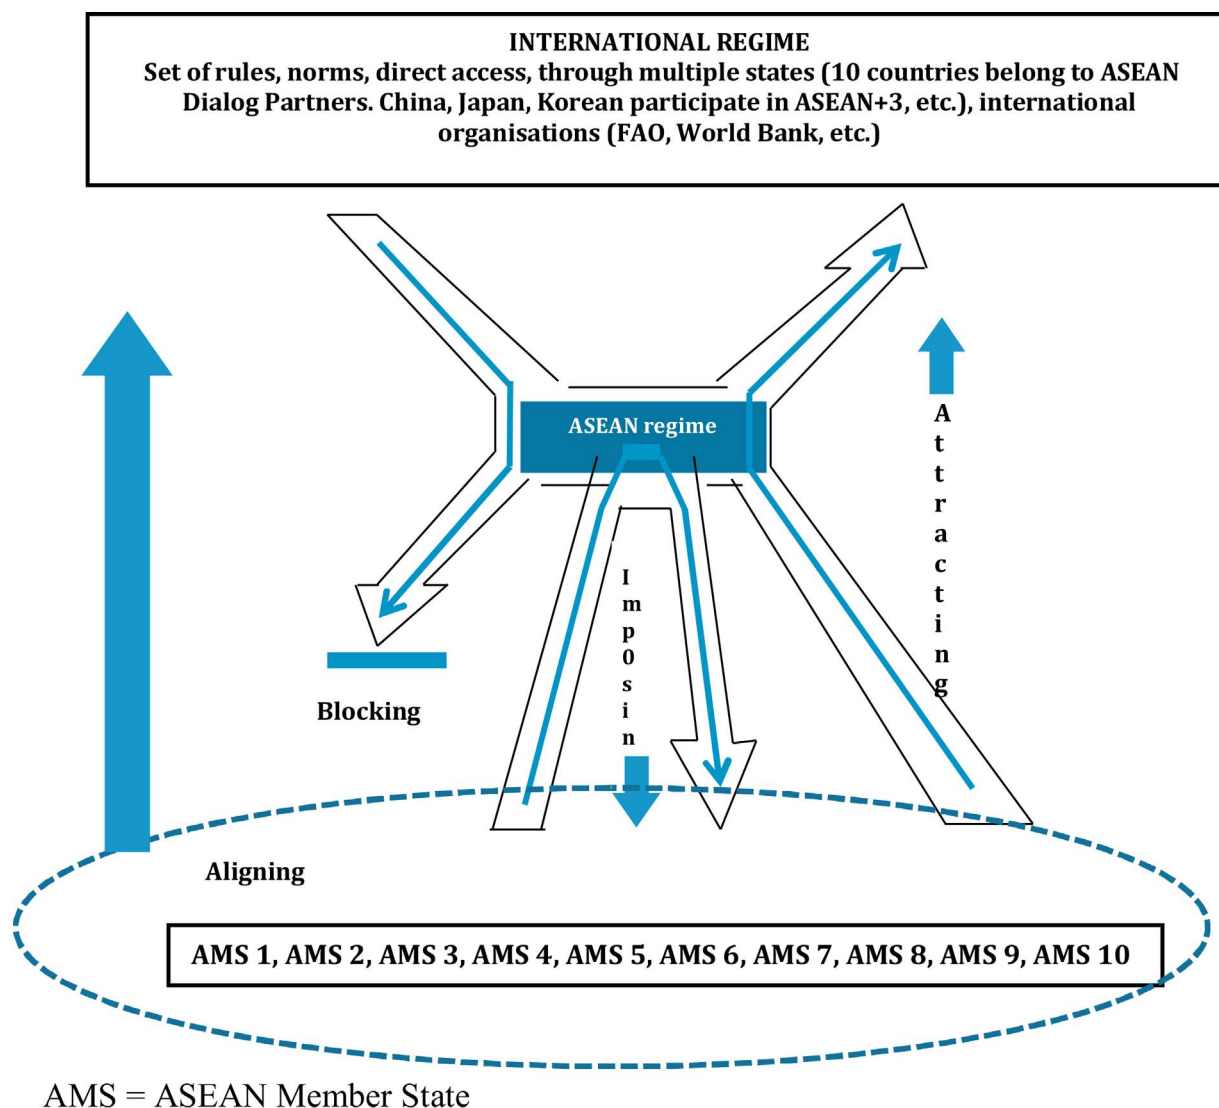 INTERNATIONAL REGIME
Set of rules, norms, direct access, through multiple states (10 countries belong to ASEAN
Dialog Partners. China, Japan, Korean participate in ASEAN+3, etc.), international
organisations (FAO, World Bank, etc.)
ASEAN regime
Attracting
Imp0sin
Blocking
Aligning
AMS 1, AMS 2, AMS 3, AMS 4, AMS 5, AMS 6, AMS 7, AMS 8, AMS 9, AMS 10
AMS = ASEAN Member State